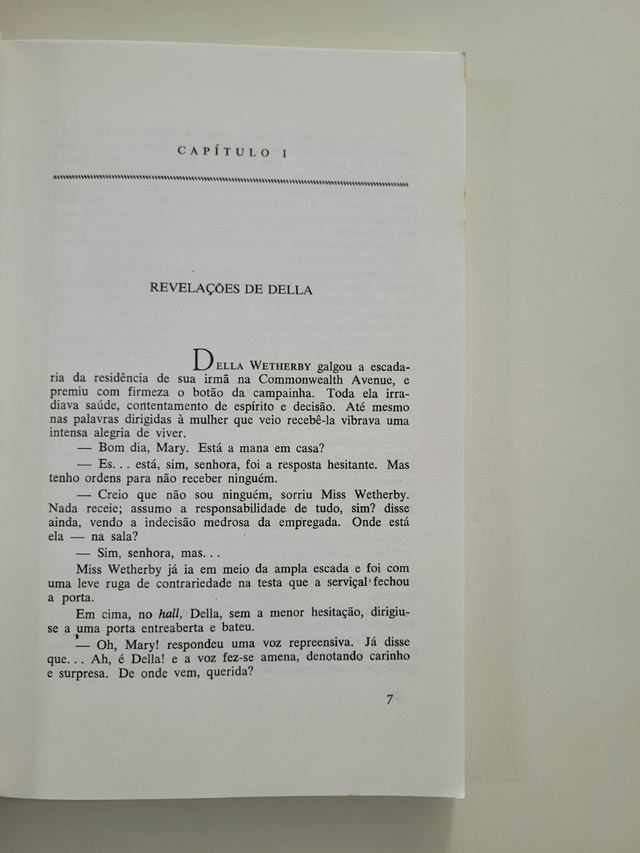 CAPÍTULO I
REVELAÇÕES DE DELLA
DELLA WETHERBY galgou a escada-
ria da residência de sua irmã na Commonwealth Avenue, e
premiu com firmeza o botão da campainha. Toda ela irra-
diava saúde, contentamento de espírito e decisão. Até mesmo
nas palavras dirigidas à mulher que veio recebê-la vibrava uma
intensa alegria de viver.
— Bom dia, Mary. Está a mana em casa?
— Es... está, sim, senhora, foi a resposta hesitante. Mas
tenho ordens para não receber ninguém.
— Creio que não sou ninguém, sorriu Miss Wetherby.
Nada receie; assumo a responsabilidade de tudo, sim? disse
ainda, vendo a indecisão medrosa da empregada. Onde está
ela — na sala?
— Sim, senhora, mas...
Miss Wetherby já ia em meio da ampla escada e foi com
uma leve ruga de contrariedade na testa que a serviçal fechou
a porta.
Em cima, no hall, Della, sem a menor hesitação, dirigiu-
se a uma porta entreaberta e bateu.
— Oh, Mary! respondeu uma voz repreensiva. Já disse
que... Ah, é Della! e a voz fez-se amena, denotando carinho
e surpresa. De onde vem, querida?
7